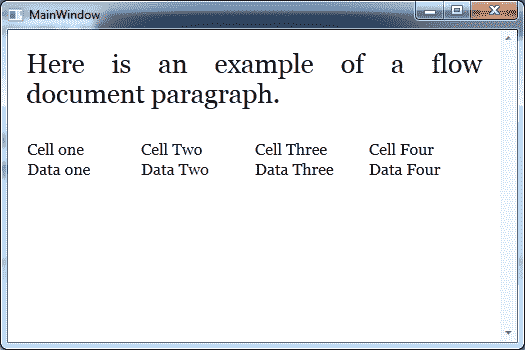 MainWindow
Here is an example of a flow
document paragraph.
Cell one Cell Two Cell Three Cell Four
Data one Data Two Data Three Data Four